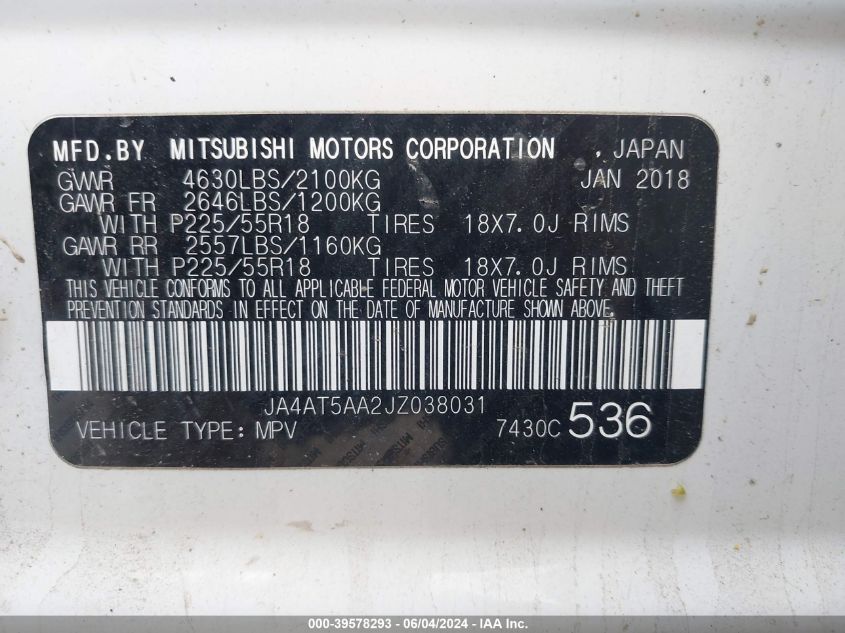 MFD.BY MITSUBISHI MOTORS CORPORATION , JAPAN
GVWR 4630LBS/2100KG JAN 2018
GAWR FR 2646LBS/1200KG
WITH P225/55R18 TIRES 18X7.0J RIMS
GAWR RR 2557LBS/1160KG
WITH P225/55R18 TIRES 18X7.0J RIMS
THIS VEHICLE CONFORMS TO ALL APPLICABLE FEDERAL MOTOR VEHICLE SAFETY AND THEFT
PREVENTION STANDARDS IN EFFECT ON THE DATE OF MANUFACTURE SHOWN ABOVE.
JA4AT5AA2JZ038031
VEHICLE TYPE: MPV 7430C 536
000-39578293 - 06/04/2024 - IAA Inc.